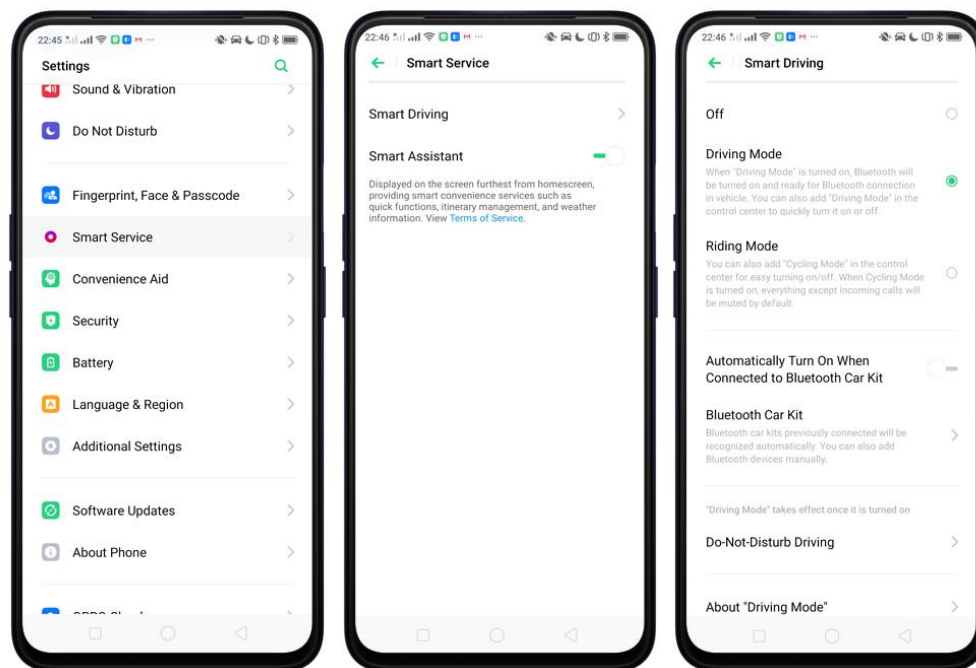 22:45
Settings
Sound & Vibration
Do Not Disturb
Fingerprint, Face & Passcode
Smart Service
Convenience Aid
Security
Battery
Language & Region
Additional Settings
Software Updates
About Phone
22:46
Smart Service
Smart Driving
Smart Assistant
Displayed on the screen furthest from homescreen,
providing smart convenience services such as
quick functions, itinerary management, and weather
information. View Terms of Service.
22:46
Smart Driving
Off
Driving Mode
When "Driving Mode" is turned on, Bluetooth will
be turned on and ready for Bluetooth connection
in vehicle. You can also add "Driving Mode" in the
control center to quickly turn it on or off.
Riding Mode
You can also add "Cycling Mode" in the control
center for easy turning on/off. When Cycling Mode
is turned on, everything except incoming calls will
be muted by default.
Automatically Turn On When
Connected to Bluetooth Car Kit
Bluetooth Car Kit
Bluetooth car kits previously connected will be
recognized automatically. You can also add
Bluetooth devices manually.
"Driving Mode" takes effect once it is turned on
Do-Not-Disturb Driving
About "Driving Mode"